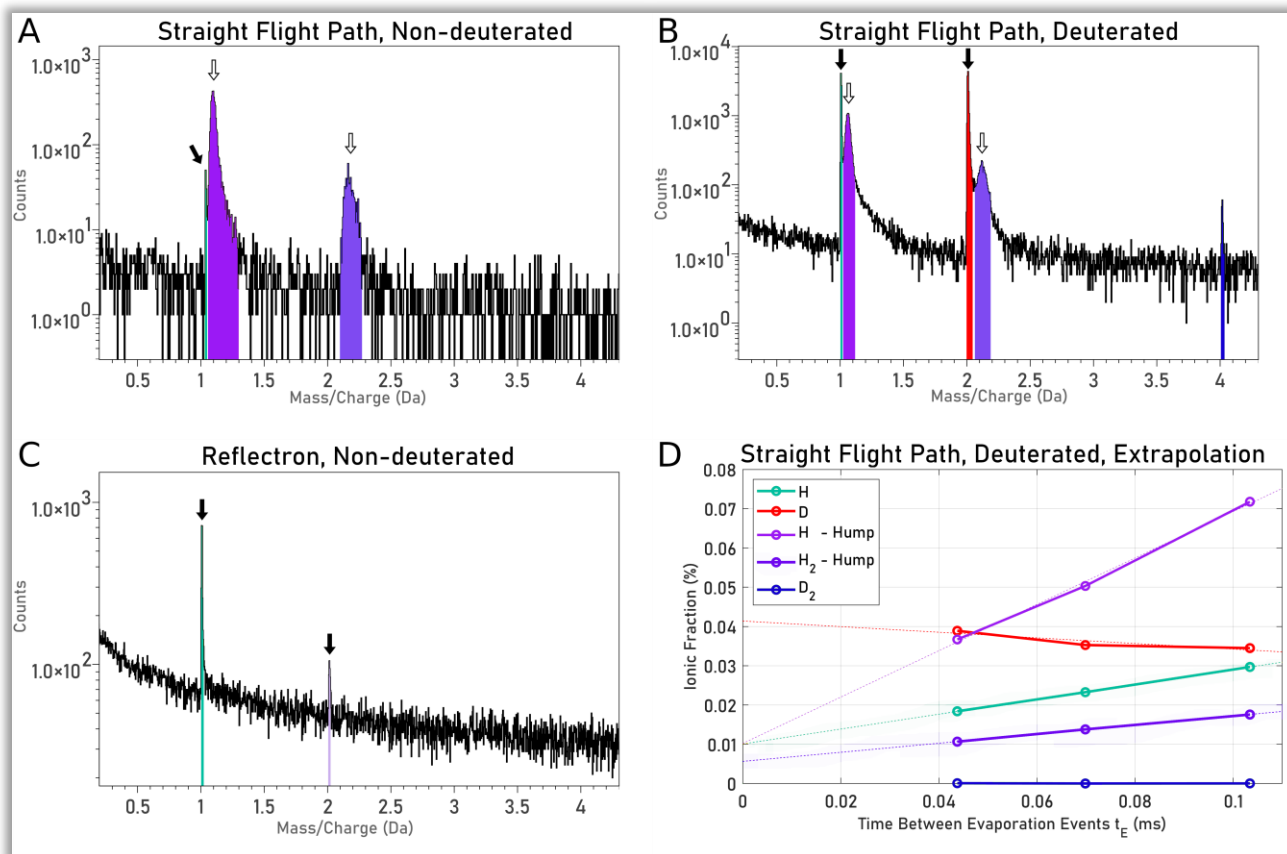 A
Straight Flight Path, Non-deuterated
1.0×10³
1.0×10²
1.0×10¹
1.0×10⁰
Counts
0.5
1
1.5
2
2.5
3
3.5
4
Mass/Charge (Da)
B
Straight Flight Path, Deuterated
1.0×10⁴
1.0×10³
1.0×10²
1.0×10¹
1.0×10⁰
Counts
0.5
1
1.5
2
2.5
3
3.5
4
Mass/Charge (Da)
C
Reflectron, Non-deuterated
1.0×10³
1.0×10²
Counts
0.5
1
1.5
2
2.5
3
3.5
4
Mass/Charge (Da)
D
Straight Flight Path, Deuterated, Extrapolation
0.08
0.07
0.06
0.05
0.04
0.03
0.02
0.01
0
Ionic Fraction (%)
H
D
H - Hump
H₂ - Hump
D₂
0
0.02
0.04
0.06
0.08
0.1
Time Between Evaporation Events t_E (ms)